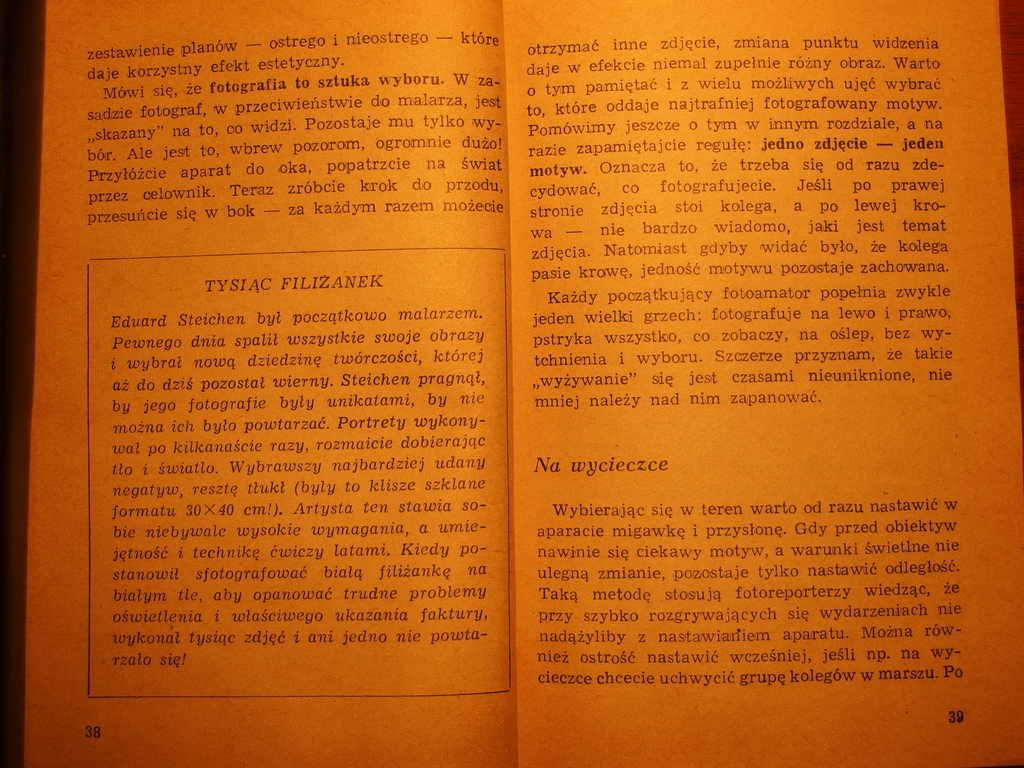 zestawienie planów — ostrego i nieostrego — które
daje korzystny efekt estetyczny.
Mówi się, że fotografia to sztuka wyboru. W za-
sadzie fotograf, w przeciwieństwie do malarza, jest
„skazany” na to, co widzi. Pozostaje mu tylko wy-
bór. Ale jest to, wbrew pozorom, ogromnie dużo!
Przyłóżcie aparat do oka, popatrzcie na świat
przez celownik. Teraz zróbcie krok do przodu,
przesuńcie się w bok — za każdym razem możecie
TYSIĄC FILIŻANEK
Eduard Steichen był początkowo malarzem.
Pewnego dnia spalił wszystkie swoje obrazy
i wybrał nową dziedzinę twórczości, której
aż do dziś pozostał wierny. Steichen pragnął,
by jego fotografie były unikatami, by nie
można ich było powtarzać. Portrety wykony-
wał po kilkanaście razy, rozmaicie dobierając
tło i światło. Wybrawszy najbardziej udany
negatyw, resztę tłukł (były to klisze szklane
formatu 30×40 cm!). Artysta ten stawia so-
bie niebywale wysokie wymagania, a umie-
jętność i technikę ćwiczy latami. Kiedy po-
stanowił sfotografować białą filiżankę na
białym tle, aby opanować trudne problemy
oświetlenia i właściwego ukazania faktury,
wykonał tysiąc zdjęć i ani jedno nie powta-
rzało się!
38
otrzymać inne zdjęcie, zmiana punktu widzenia
daje w efekcie niemal zupełnie różny obraz. Warto
o tym pamiętać i z wielu możliwych ujęć wybrać
to, które oddaje najtrafniej fotografowany motyw.
Pomówimy jeszcze o tym w innym rozdziale, a na
razie zapamiętajcie regułę: jedno zdjęcie — jeden
motyw. Oznacza to, że trzeba się od razu zde-
cydować, co fotografujecie. Jeśli po prawej
stronie zdjęcia stoi kolega, a po lewej kro-
wa — nie bardzo wiadomo, jaki jest temat
zdjęcia. Natomiast gdyby widać było, że kolega
pasie krowę, jedność motywu pozostaje zachowana.
Każdy początkujący fotoamator popełnia zwykle
jeden wielki grzech: fotografuje na lewo i prawo,
pstryka wszystko, co zobaczy, na oślep, bez wy-
tchnienia i wyboru. Szczerze przyznam, że takie
„wyżywanie” się jest czasami nieuniknione, nie
mniej należy nad nim zapanować.
Na wycieczce
Wybierając się w teren warto od razu nastawić w
aparacie migawkę i przysłonę. Gdy przed obiektyw
nawinie się ciekawy motyw, a warunki świetlne nie
ulegną zmianie, pozostaje tylko nastawić odległość.
Taką metodę stosują fotoreporterzy wiedząc, że
przy szybko rozgrywających się wydarzeniach nie
nadążyliby z nastawianiem aparatu. Można rów-
nież ostrość nastawić wcześniej, jeśli np. na wy-
cieczce chcecie uchwycić grupę kolegów w marszu. Po
39